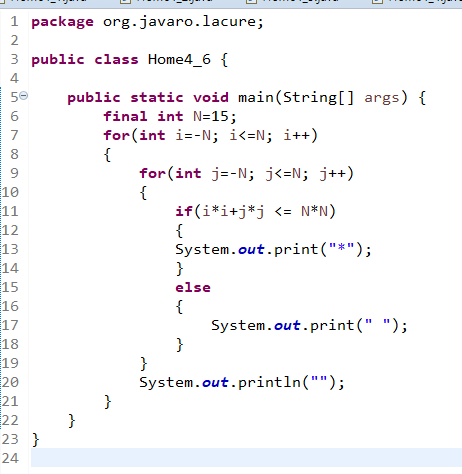 1 package org.javaro.lacure;
2
3 public class Home4_6 {
4
5 public static void main(String[] args) {
6 final int N=15;
7 for(int i=-N; i<=N; i++)
8 {
9 for(int j=-N; j<=N; j++)
10 {
11 if(i*i+j*j <= N*N)
12 {
13 System.out.print("*");
14 }
15 else
16 {
17 System.out.print(" ");
18 }
19 }
20 System.out.println("");
21 }
22 }
23 }
24